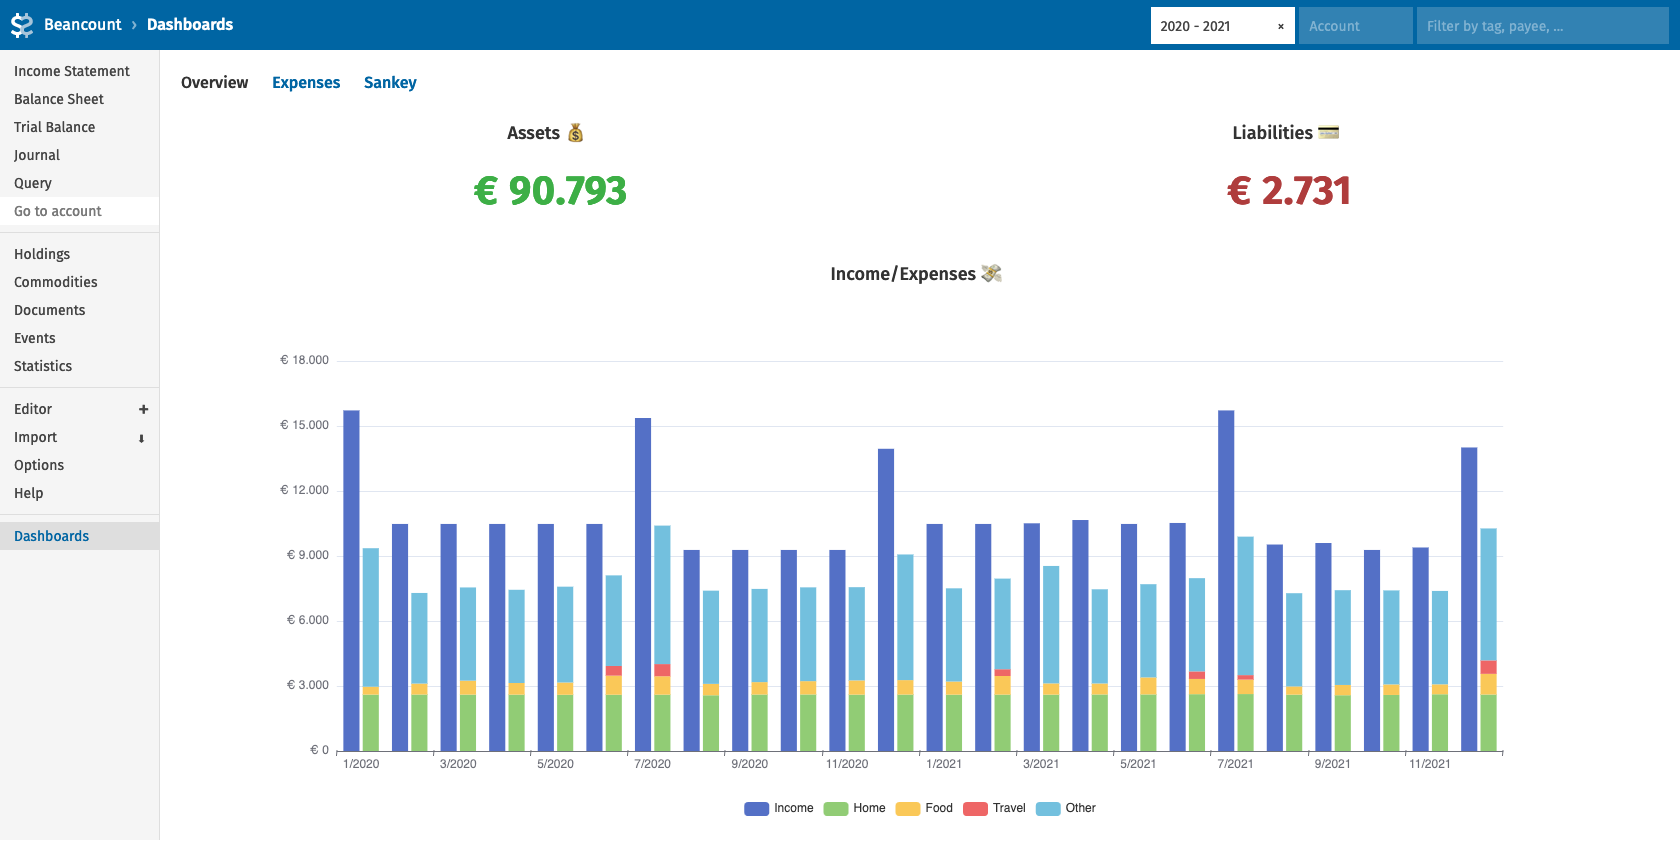 Beancount › Dashboards
2020 - 2021 ×
Account
Filter by tag, payee, ...
Income Statement
Balance Sheet
Trial Balance
Journal
Query
Go to account
Holdings
Commodities
Documents
Events
Statistics
Editor +
Import ⬇
Options
Help
Dashboards
Overview Expenses Sankey
Assets 💰
€ 90.793
Liabilities 💳
€ 2.731
Income/Expenses 💸
€ 18.000
€ 15.000
€ 12.000
€ 9.000
€ 6.000
€ 3.000
€ 0
1/2020 3/2020 5/2020 7/2020 9/2020 11/2020 1/2021 3/2021 5/2021 7/2021 9/2021 11/2021
Income Home Food Travel Other